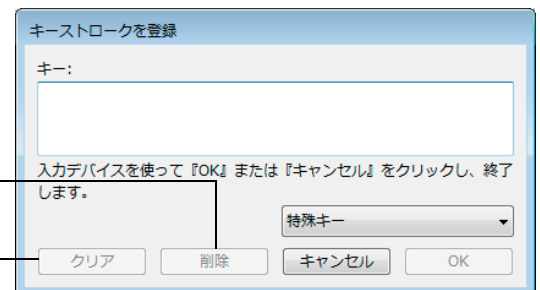 キーストロークを登録
キー:
入力デバイスを使って『OK』または『キャンセル』をクリックし、終了
します。
特殊キー
クリア 削除 キャンセル OK